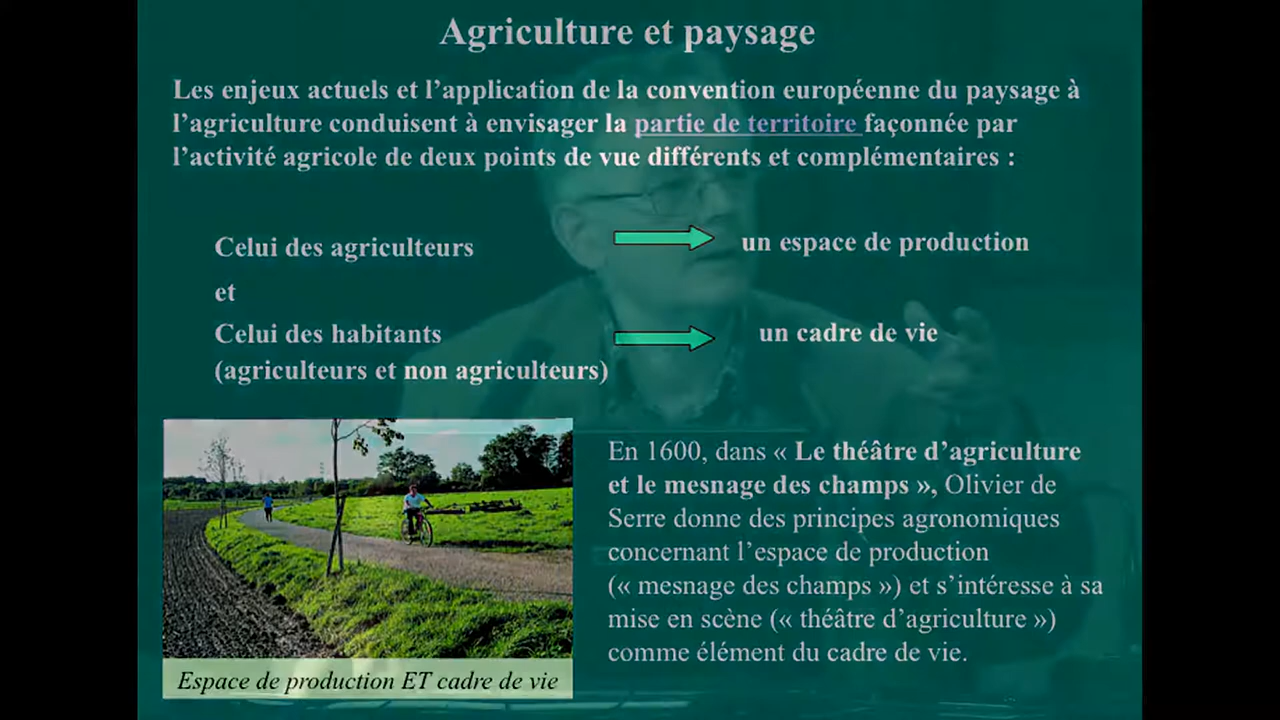 Agriculture et paysage
Les enjeux actuels et l’application de la convention européenne du paysage à
l’agriculture conduisent à envisager la partie de territoire façonnée par
l’activité agricole de deux points de vue différents et complémentaires :
Celui des agriculteurs
un espace de production
et
Celui des habitants
un cadre de vie
(agriculteurs et non agriculteurs)
En 1600, dans « Le théâtre d’agriculture
et le mesnage des champs », Olivier de
Serre donne des principes agronomiques
concernant l’espace de production
(« mesnage des champs ») et s’intéresse à sa
mise en scène (« théâtre d’agriculture »)
comme élément du cadre de vie.
Espace de production ET cadre de vie